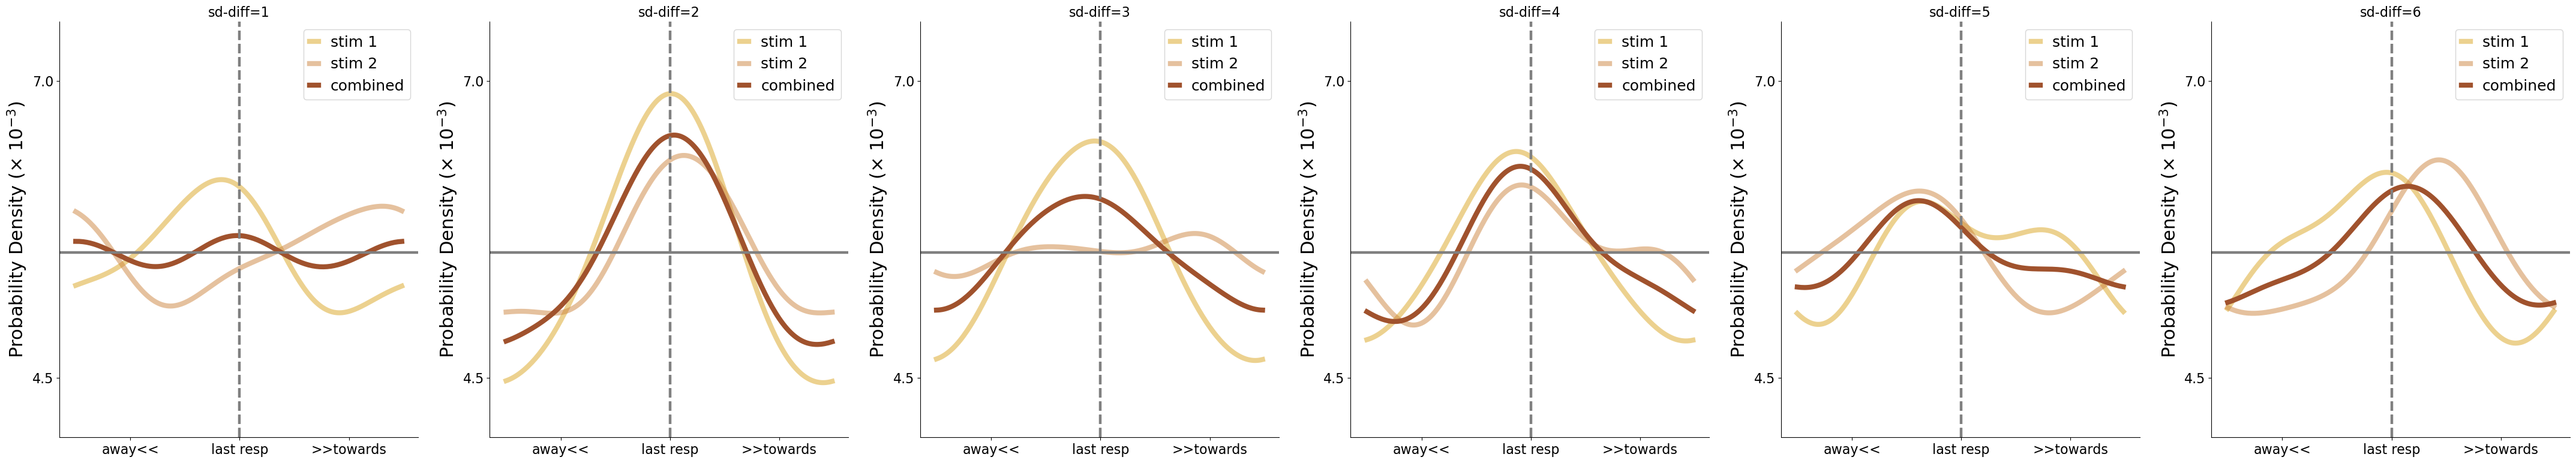 sd-diff=1
stim 1
stim 2
combined
7.0
4.5
Probability Density (× 10⁻³)
away<<
last resp
>>towards
sd-diff=2
stim 1
stim 2
combined
7.0
4.5
Probability Density (× 10⁻³)
away<<
last resp
>>towards
sd-diff=3
stim 1
stim 2
combined
7.0
4.5
Probability Density (× 10⁻³)
away<<
last resp
>>towards
sd-diff=4
stim 1
stim 2
combined
7.0
4.5
Probability Density (× 10⁻³)
away<<
last resp
>>towards
sd-diff=5
stim 1
stim 2
combined
7.0
4.5
Probability Density (× 10⁻³)
away<<
last resp
>>towards
sd-diff=6
stim 1
stim 2
combined
7.0
4.5
Probability Density (× 10⁻³)
away<<
last resp
>>towards